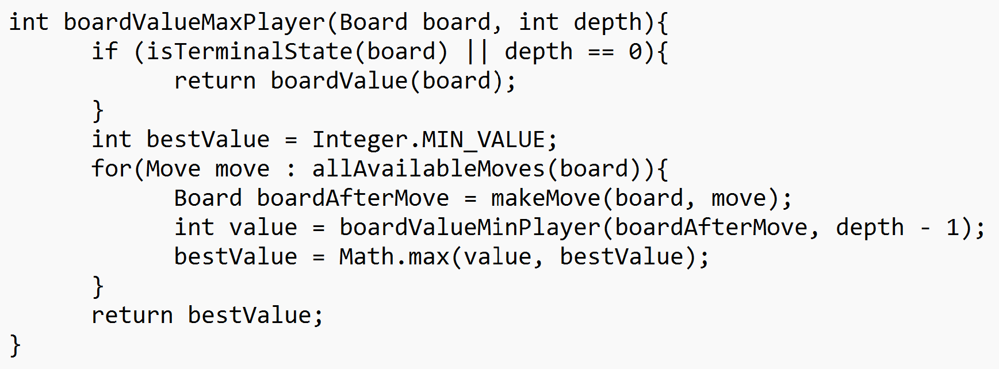 int boardValueMaxPlayer(Board board, int depth){
      if (isTerminalState(board) || depth == 0){
            return boardValue(board);
      }
      int bestValue = Integer.MIN_VALUE;
      for(Move move : allAvailableMoves(board)){
            Board boardAfterMove = makeMove(board, move);
            int value = boardValueMinPlayer(boardAfterMove, depth - 1);
            bestValue = Math.max(value, bestValue);
      }
      return bestValue;
}